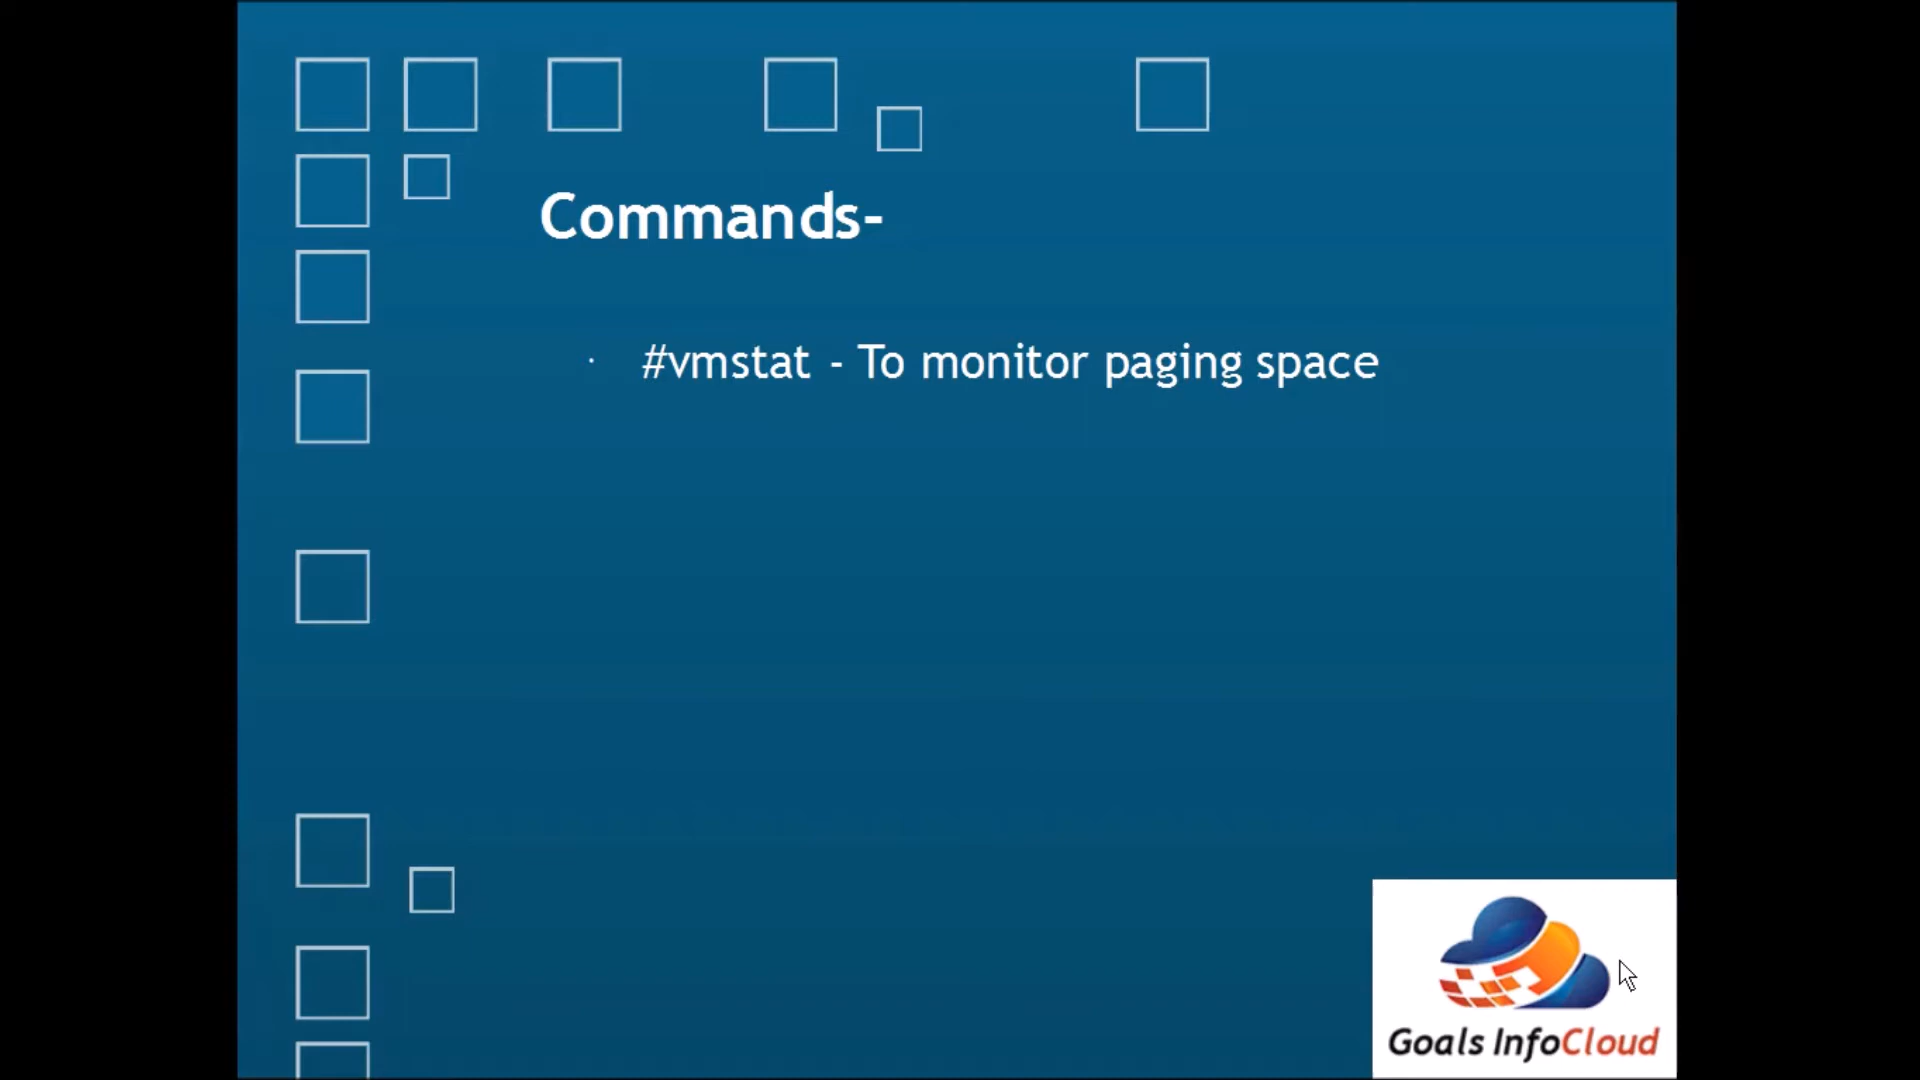 Commands-
· #vmstat - To monitor paging space
Goals InfoCloud